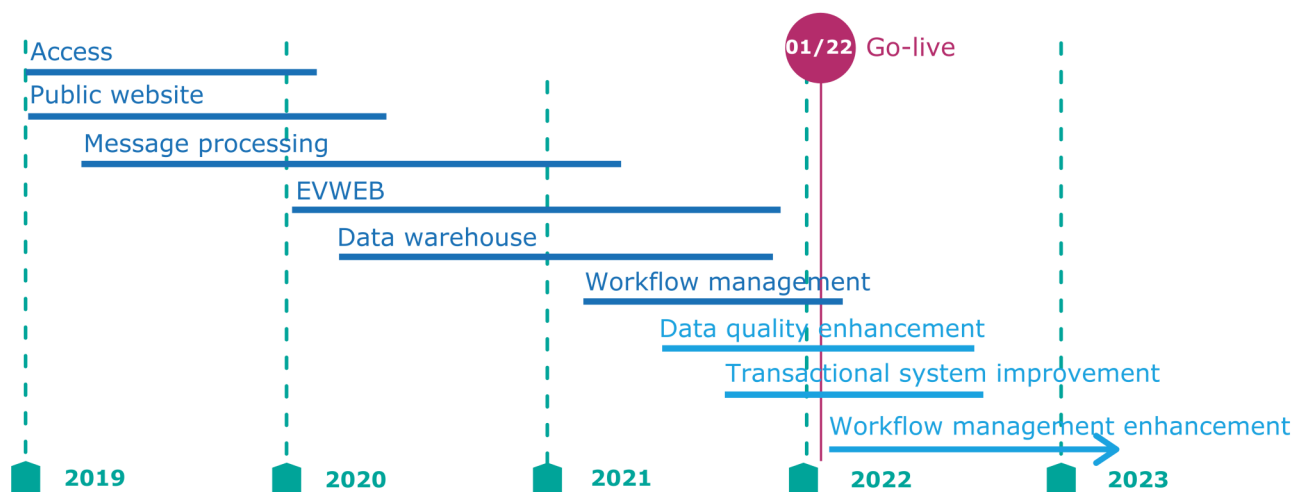 01/22 Go-live
Access
Public website
Message processing
EVWEB
Data warehouse
Workflow management
Data quality enhancement
Transactional system improvement
Workflow management enhancement
2019 2020 2021 2022 2023